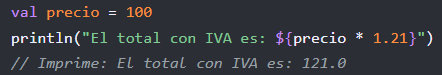 val precio = 100
println("El total con IVA es: ${precio * 1.21}")
// Imprime: El total con IVA es: 121.0